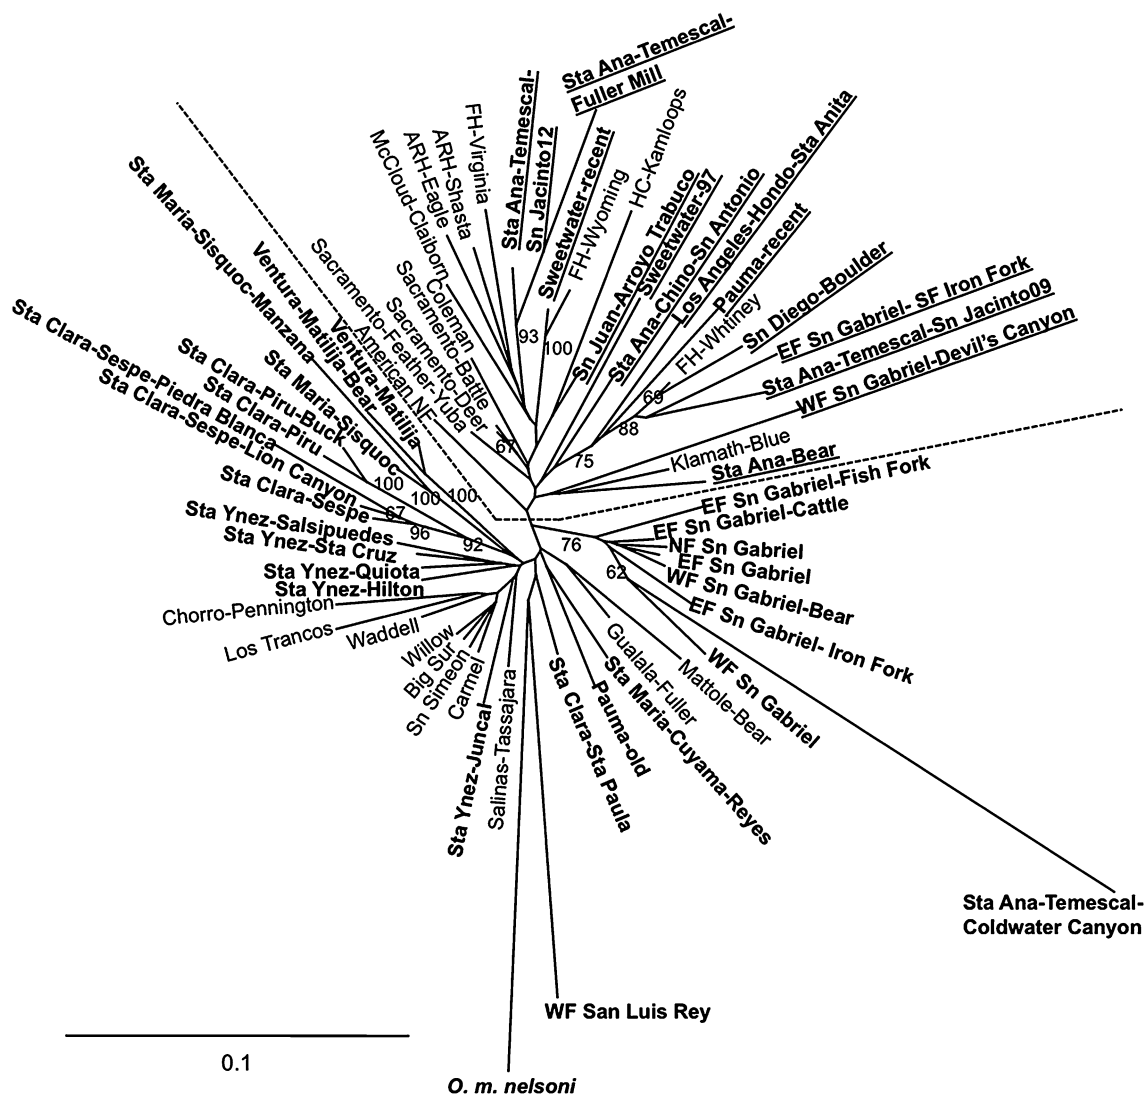 Sta Ana-Temescal-
Fuller Mill
Sta Ana-Temescal-
Sn Jacinto12
FH-Virginia
ARH-Shasta
ARH-Eagle
McCloud-Claiborn
Sweetwater-recent
FH-Wyoming
HC-Kamloops
Sn Juan-Arroyo Trabuco
Sweetwater-97
Sta Ana-Chino-Sn Antonio
Los Angeles-Hondo-Sta Anita
Pauma-recent
FH-Whitney
Sn Diego-Boulder
EF Sn Gabriel- SF Iron Fork
Sta Ana-Temescal-Sn Jacinto09
WF Sn Gabriel-Devil's Canyon
Klamath-Blue
Sta Ana-Bear
Coleman
Sacramento-Battle
Sacramento-Deer
Sacramento-Feather-Yuba
American NF
Ventura-Matilija
Ventura-Matilija-Bear
Sta Maria-Sisquoc-Manzana
Sta Maria-Sisquoc
Sta Clara-Piru-Buck
Sta Clara-Piru
Sta Clara-Sespe-Piedra Blanca
Sta Clara-Sespe-Lion Canyon
Sta Clara-Sespe
Sta Ynez-Salsipuedes
Sta Ynez-Sta Cruz
Sta Ynez-Quiota
Sta Ynez-Hilton
Chorro-Pennington
Los Trancos
Waddell
Willow
Big Sur
Sn Simeon
Carmel
Sta Ynez-Juncal
Salinas-Tassajara
93
100
69
88
75
67
100
100
100
67
96
92
76
62
EF Sn Gabriel-Fish Fork
EF Sn Gabriel-Cattle
NF Sn Gabriel
EF Sn Gabriel
WF Sn Gabriel-Bear
EF Sn Gabriel- Iron Fork
WF Sn Gabriel
Mattole-Bear
Gualala-Fuller
Sta Maria-Cuyama-Reyes
Pauma-old
Sta Clara-Sta Paula
Sta Ana-Temescal-
Coldwater Canyon
WF San Luis Rey
0.1
O. m. nelsoni